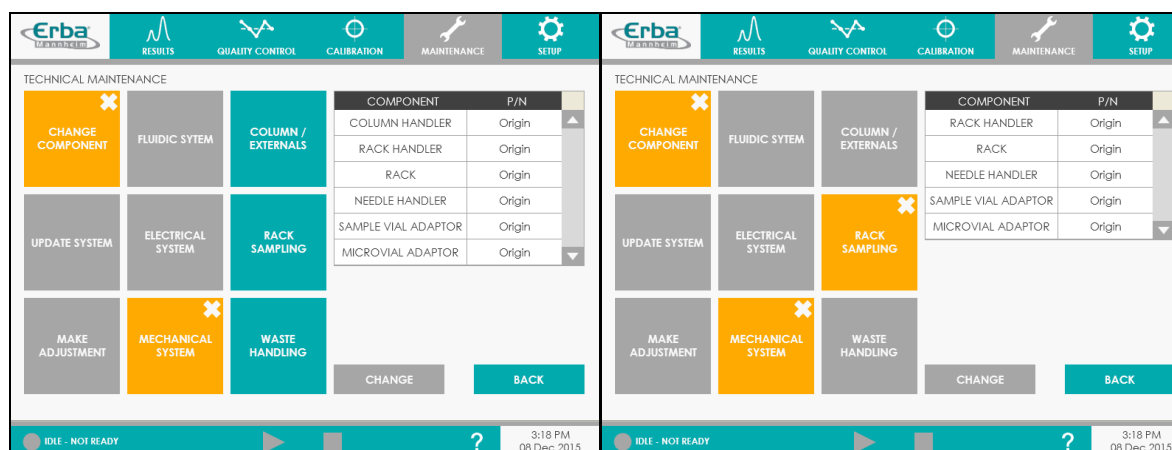 Erba
Mannheim
RESULTS
QUALITY CONTROL
CALIBRATION
MAINTENANCE
SETUP
TECHNICAL MAINTENANCE
CHANGE
COMPONENT
FLUIDIC SYTEM
COLUMN /
EXTERNALS
UPDATE SYSTEM
ELECTRICAL
SYSTEM
RACK
SAMPLING
MAKE
ADJUSTMENT
MECHANICAL
SYSTEM
WASTE
HANDLING
COMPONENT P/N
COLUMN HANDLER Origin
RACK HANDLER Origin
RACK Origin
NEEDLE HANDLER Origin
SAMPLE VIAL ADAPTOR Origin
MICROVIAL ADAPTOR Origin
CHANGE
BACK
IDLE - NOT READY
?
3:18 PM
08 Dec 2015
Erba
Mannheim
RESULTS
QUALITY CONTROL
CALIBRATION
MAINTENANCE
SETUP
TECHNICAL MAINTENANCE
CHANGE
COMPONENT
FLUIDIC SYTEM
COLUMN /
EXTERNALS
UPDATE SYSTEM
ELECTRICAL
SYSTEM
RACK
SAMPLING
MAKE
ADJUSTMENT
MECHANICAL
SYSTEM
WASTE
HANDLING
COMPONENT P/N
RACK HANDLER Origin
RACK Origin
NEEDLE HANDLER Origin
SAMPLE VIAL ADAPTOR Origin
MICROVIAL ADAPTOR Origin
CHANGE
BACK
IDLE - NOT READY
?
3:18 PM
08 Dec 2015